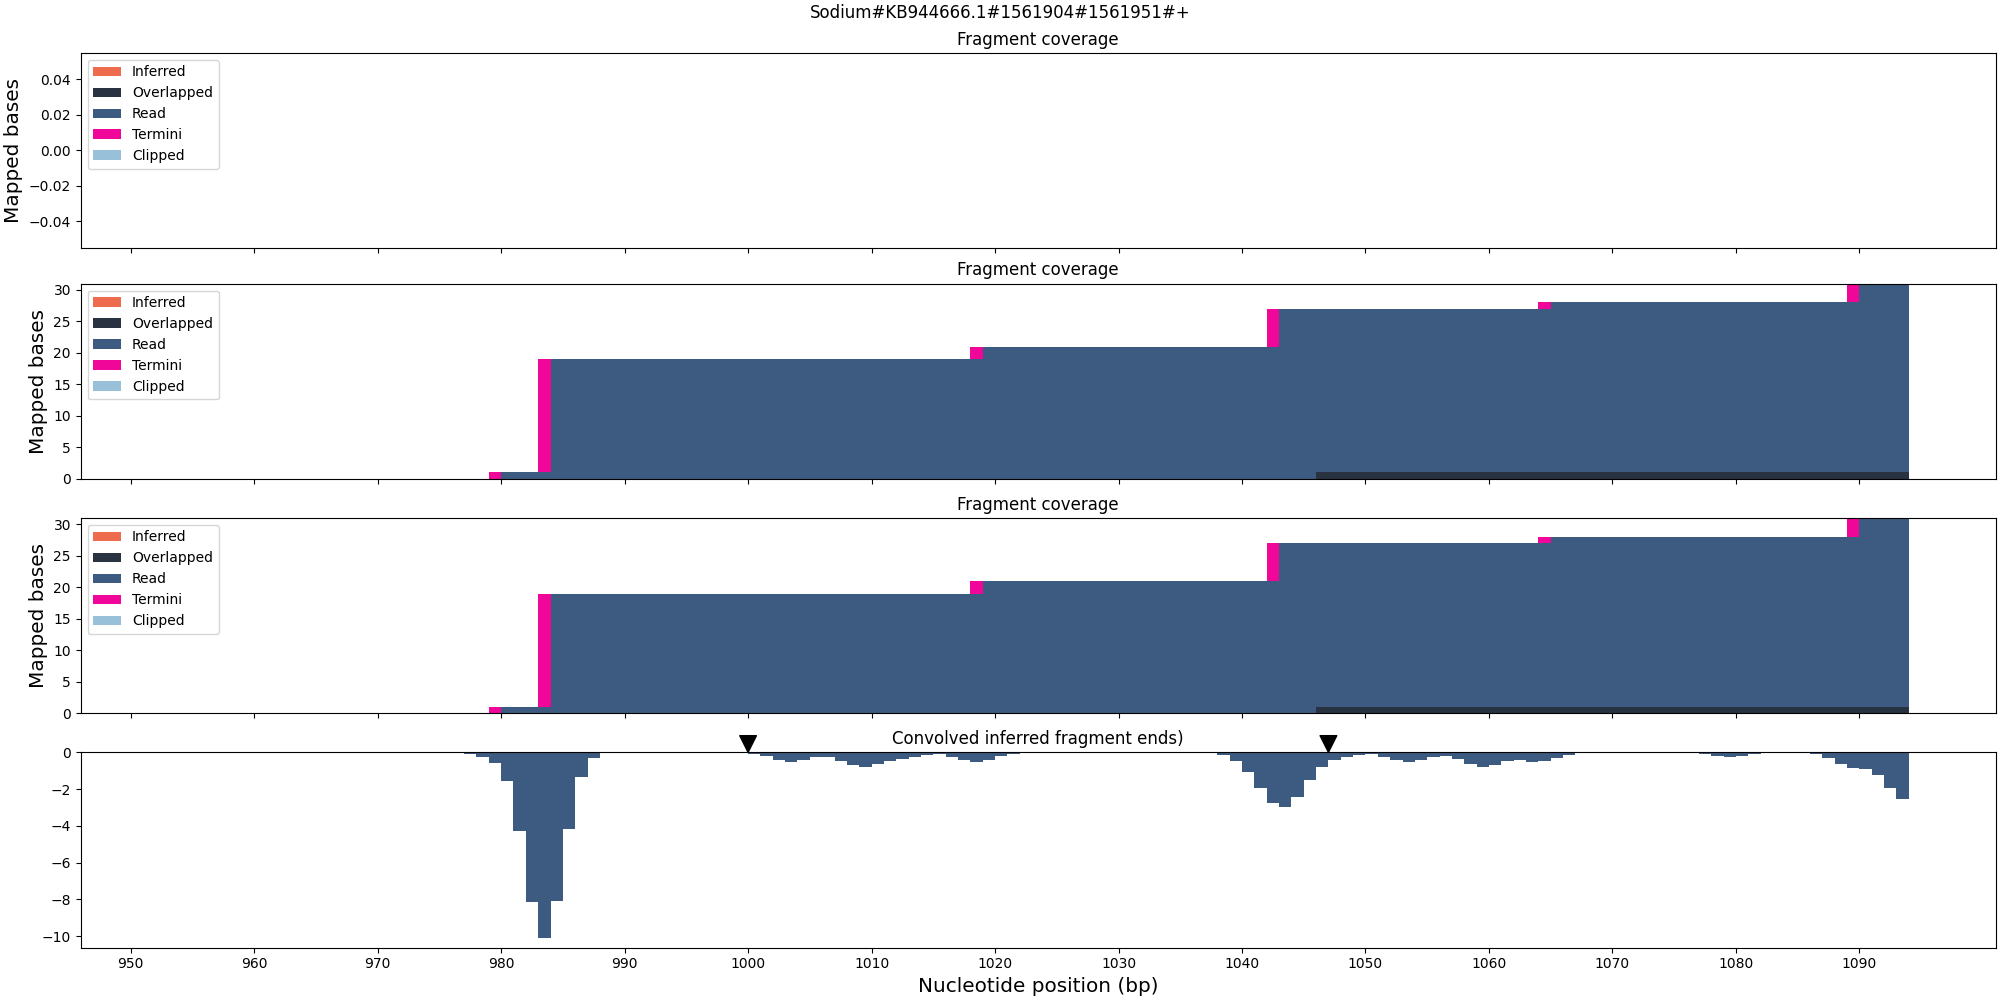 Sodium#KB944666.1#1561904#1561951#+
Fragment coverage
Mapped bases
0.04
0.02
0.00
−0.02
−0.04
Inferred
Overlapped
Read
Termini
Clipped
Fragment coverage
Mapped bases
30
25
20
15
10
5
0
Inferred
Overlapped
Read
Termini
Clipped
Fragment coverage
Mapped bases
30
25
20
15
10
5
0
Inferred
Overlapped
Read
Termini
Clipped
Convolved inferred fragment ends)
0
−2
−4
−6
−8
−10
950 960 970 980 990 1000 1010 1020 1030 1040 1050 1060 1070 1080 1090
Nucleotide position (bp)